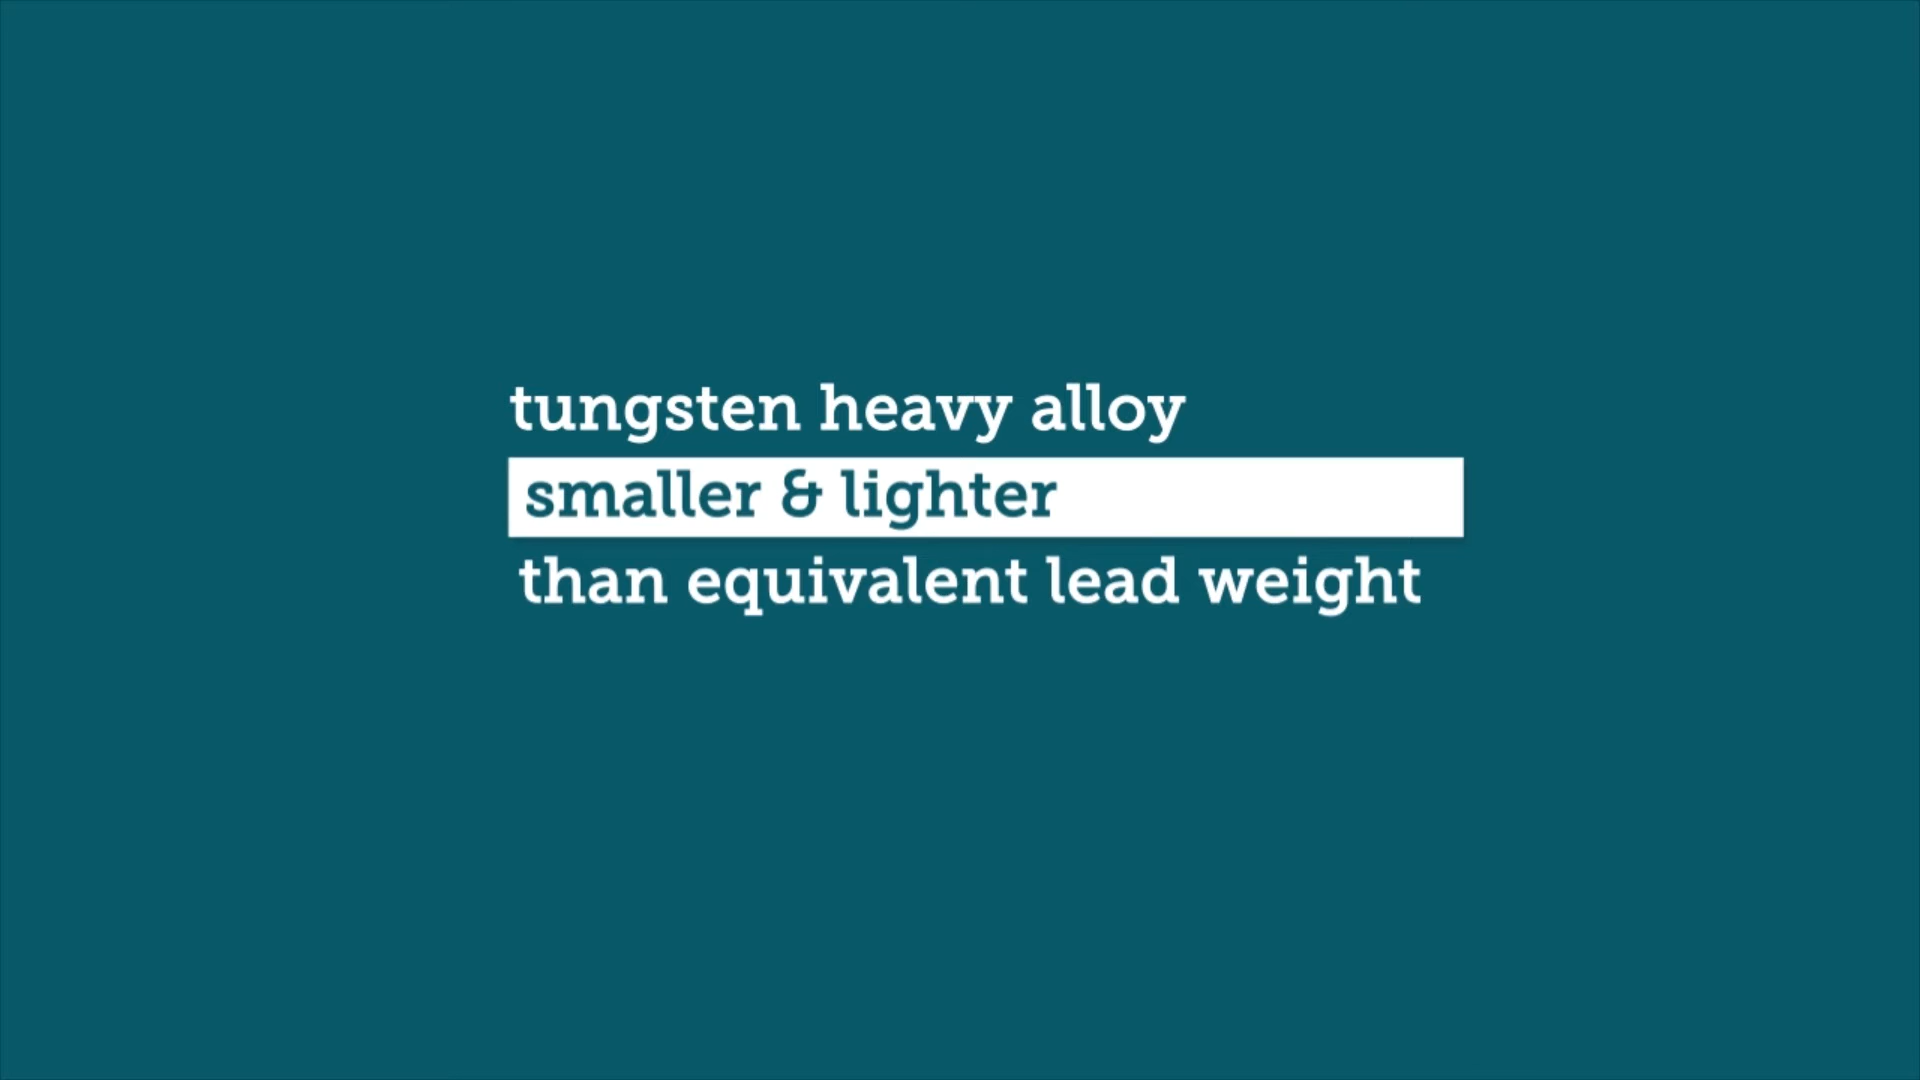 tungsten heavy alloy
smaller & lighter
than equivalent lead weight